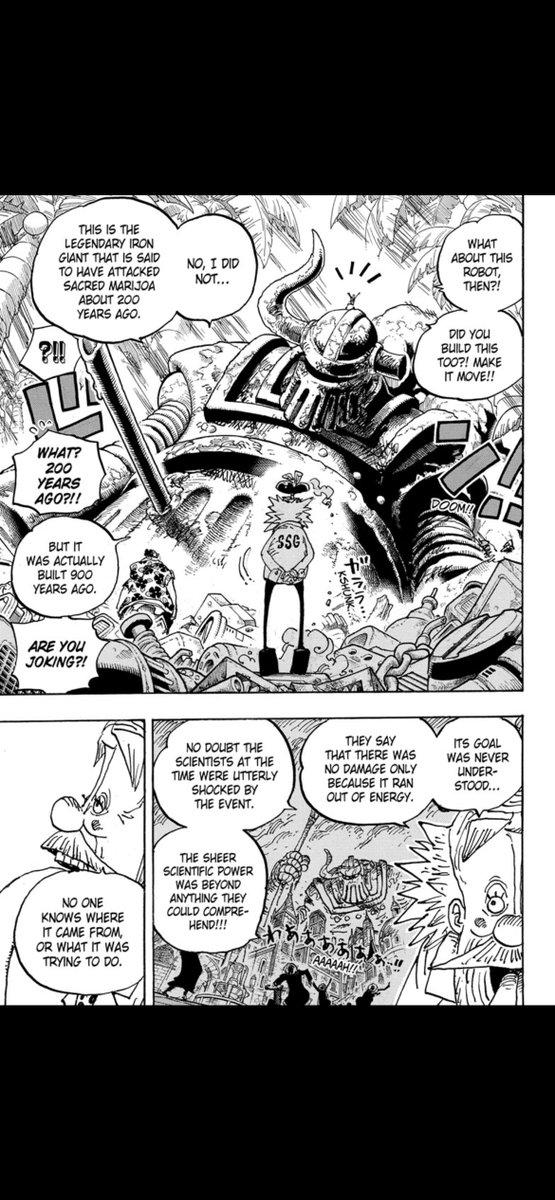 WHAT
ABOUT THIS
ROBOT,
THEN?!
DID YOU
BUILD THIS
TOO?! MAKE
IT MOVE!!
NO, I DID
NOT...
THIS IS THE
LEGENDARY IRON
GIANT THAT IS SAID
TO HAVE ATTACKED
SACRED MARIJOA
ABOUT 200
YEARS AGO.
?!!
WHAT?
200
YEARS
AGO?!!
DOOM!!
SSG
KSHUNK
BUT IT
WAS ACTUALLY
BUILT 900
YEARS AGO.
ARE YOU
JOKING?!
ITS GOAL
WAS NEVER
UNDER-
STOOD...
THEY SAY
THAT THERE WAS
NO DAMAGE ONLY
BECAUSE IT RAN
OUT OF ENERGY.
NO DOUBT THE
SCIENTISTS AT
THE TIME WERE UTTERLY
SHOCKED BY
THE EVENT.
THE SHEER
SCIENTIFIC POWER
WAS BEYOND
ANYTHING THEY
COULD COMPRE-
HEND!!!
AAAAAH!!
NO ONE
KNOWS WHERE
IT CAME FROM,
OR WHAT IT WAS
TRYING TO DO.